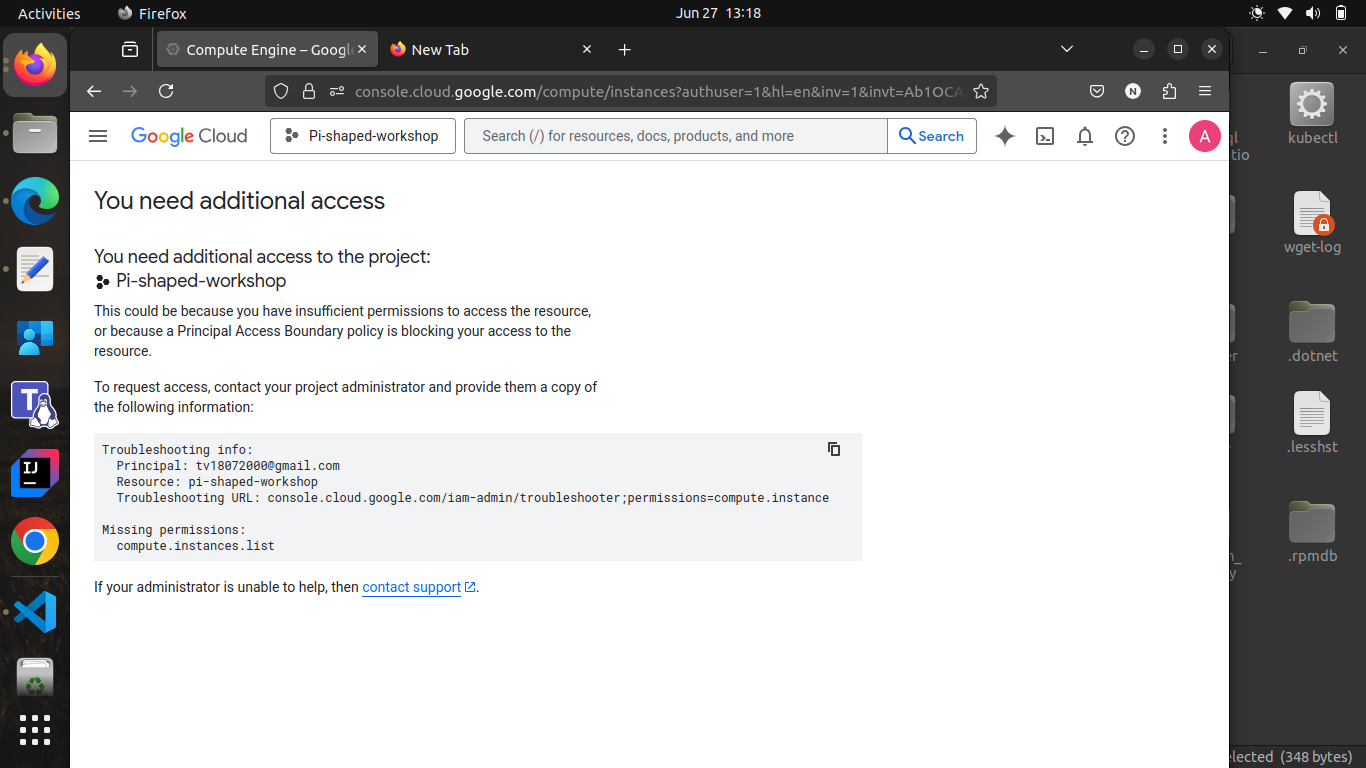 Activities
Firefox
Jun 27 13:18
Compute Engine – Googl
New Tab
console.cloud.google.com/compute/instances?authuser=1&hl=en&inv=1&invt=Ab1OCA
N
Google Cloud
Pi-shaped-workshop
Search (/) for resources, docs, products, and more
Search
A
You need additional access
You need additional access to the project:
Pi-shaped-workshop
This could be because you have insufficient permissions to access the resource,
or because a Principal Access Boundary policy is blocking your access to the
resource.
To request access, contact your project administrator and provide them a copy of
the following information:
Troubleshooting info:
Principal: tv18072000@gmail.com
Resource: pi-shaped-workshop
Troubleshooting URL: console.cloud.google.com/iam-admin/troubleshooter;permissions=compute.instance
Missing permissions:
compute.instances.list
If your administrator is unable to help, then contact support.
kubectl
ql
tio
wget-log
er
.dotnet
.lesshst
.rpmdb
elected (348 bytes)
T
IJ